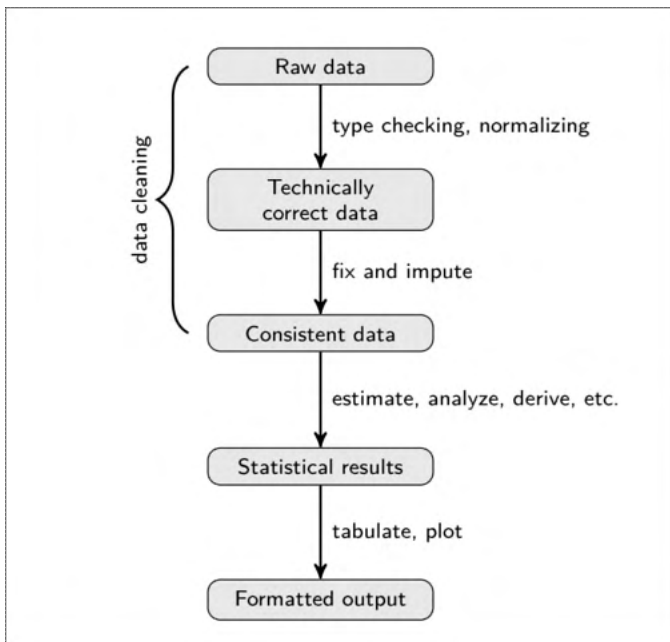 Raw data
type checking, normalizing
Technically
correct data
data cleaning
fix and impute
Consistent data
estimate, analyze, derive, etc.
Statistical results
tabulate, plot
Formatted output